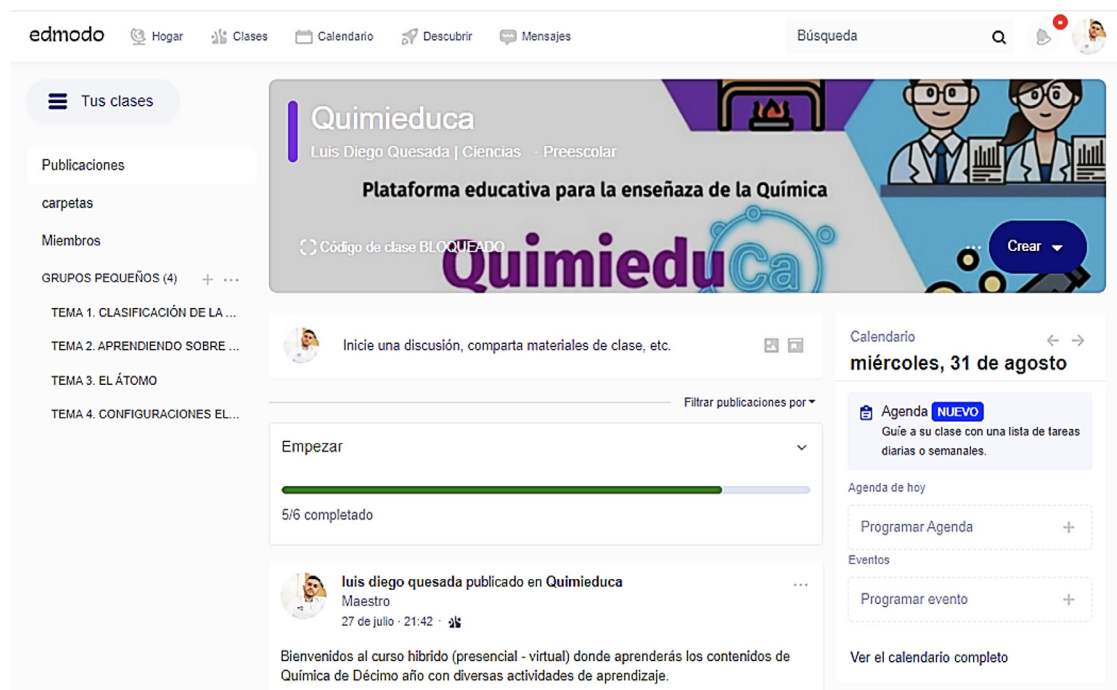 edmodo
Hogar
Clases
Calendario
Descubrir
Mensajes
Búsqueda
Tus clases
Publicaciones
carpetas
Miembros
GRUPOS PEQUEÑOS (4)
TEMA 1. CLASIFICACIÓN DE LA ...
TEMA 2. APRENDIENDO SOBRE ...
TEMA 3. EL ÁTOMO
TEMA 4. CONFIGURACIONES EL...
Quimieduca
Luis Diego Quesada | Ciencias - Preescolar
Plataforma educativa para la enseñaza de la Química
Código de clase BLOQUEADO
QuimieduCa
Crear
Inicie una discusión, comparta materiales de clase, etc.
Filtrar publicaciones por
Empezar
5/6 completado
luis diego quesada publicado en Quimieduca
Maestro
27 de julio · 21:42 ·
Bienvenidos al curso hibrido (presencial - virtual) donde aprenderás los contenidos de
Química de Décimo año con diversas actividades de aprendizaje.
Calendario
miércoles, 31 de agosto
Agenda NUEVO
Guíe a su clase con una lista de tareas
diarias o semanales.
Agenda de hoy
Programar Agenda
Eventos
Programar evento
Ver el calendario completo